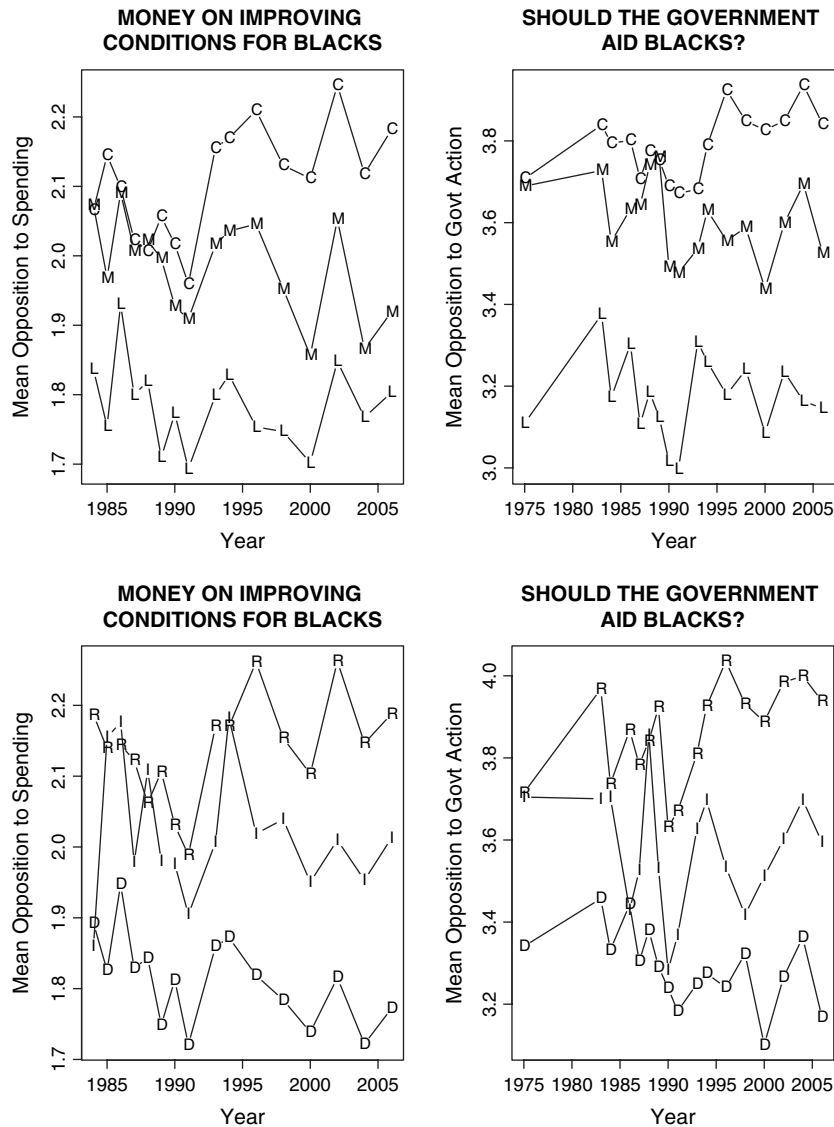 MONEY ON IMPROVING
CONDITIONS FOR BLACKS
Mean Opposition to Spending
2.2
2.1
2.0
1.9
1.8
1.7
C
M
L
1985 1990 1995 2000 2005
Year
SHOULD THE GOVERNMENT
AID BLACKS?
Mean Opposition to Govt Action
3.8
3.6
3.4
3.2
3.0
C
M
L
1975 1980 1985 1990 1995 2000 2005
Year
MONEY ON IMPROVING
CONDITIONS FOR BLACKS
Mean Opposition to Spending
2.2
2.1
2.0
1.9
1.8
1.7
R
I
D
1985 1990 1995 2000 2005
Year
SHOULD THE GOVERNMENT
AID BLACKS?
Mean Opposition to Govt Action
4.0
3.8
3.6
3.4
3.2
R
I
D
1975 1980 1985 1990 1995 2000 2005
Year